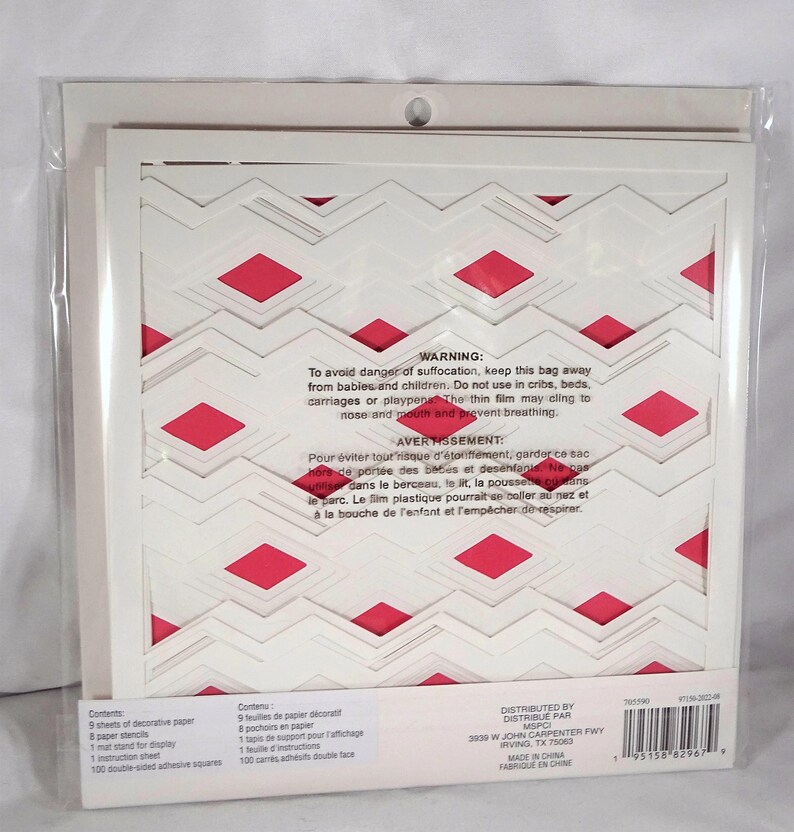 WARNING:
To avoid danger of suffocation, keep this bag away
from babies and children. Do not use in cribs, beds,
carriages or playpens. The thin film may cling to
nose and mouth and prevent breathing.
AVERTISSEMENT:
Pour éviter tout risque d'étouffement, garder ce sac
hors de portée des bébés et desenfants. Ne pas
utiliser dans le berceau, le lit, la poussette ou dans
le parc. Le film plastique pourrait se coller au nez et
à la bouche de l'enfant et l'empêcher de respirer.
Contents:
9 sheets of decorative paper
8 paper stencils
1 mat stand for display
1 instruction sheet
100 double-sided adhesive squares
Contenu :
9 feuilles de papier décoratif
8 pochoirs en papier
1 tapis de support pour l'affichage
1 feuille d'instructions
100 carrés adhésifs double face
DISTRIBUTED BY
DISTRIBUÉ PAR
MSPCI
3939 W JOHN CARPENTER FWY
IRVING, TX 75063
MADE IN CHINA
FABRIQUÉ EN CHINE
705590 97150-2022-08
1 95158 82967 9